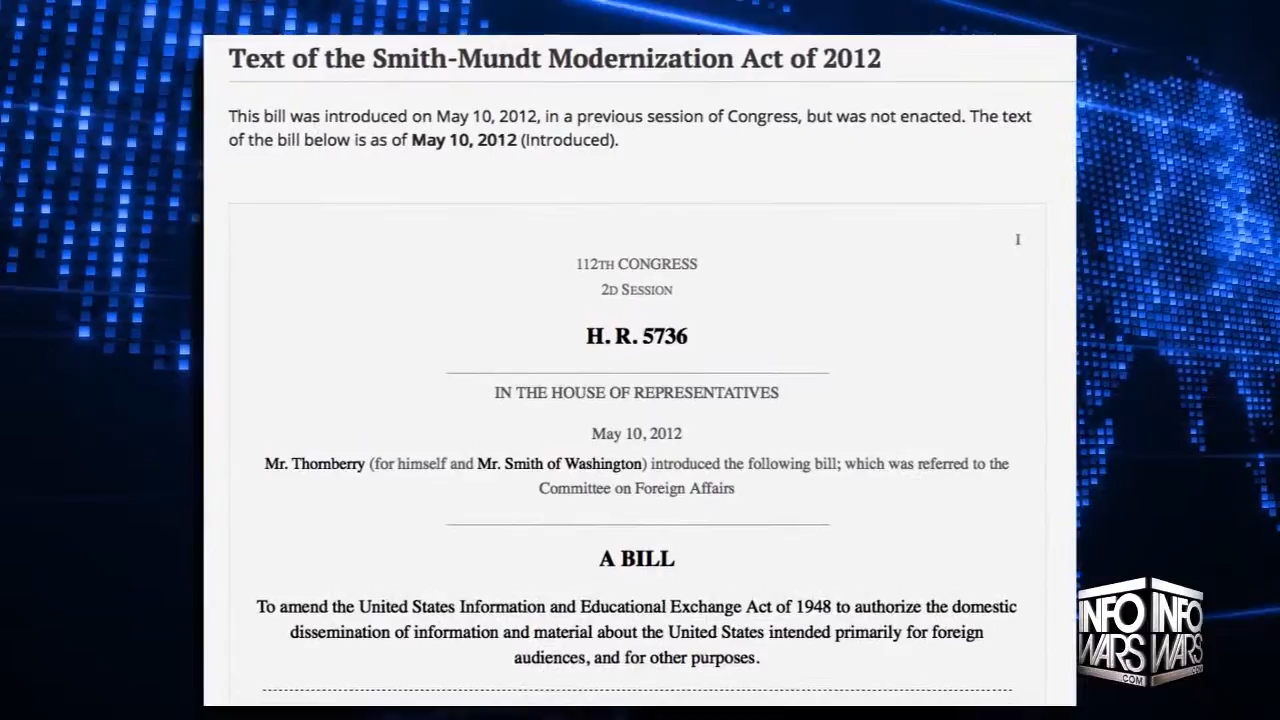 Text of the Smith-Mundt Modernization Act of 2012
This bill was introduced on May 10, 2012, in a previous session of Congress, but was not enacted. The text
of the bill below is as of May 10, 2012 (Introduced).
I
112TH CONGRESS
2D SESSION
H. R. 5736
IN THE HOUSE OF REPRESENTATIVES
May 10, 2012
Mr. Thornberry (for himself and Mr. Smith of Washington) introduced the following bill; which was referred to the
Committee on Foreign Affairs
A BILL
To amend the United States Information and Educational Exchange Act of 1948 to authorize the domestic
dissemination of information and material about the United States intended primarily for foreign
audiences, and for other purposes.
INFO INFO
WARS WARS
.COM .COM